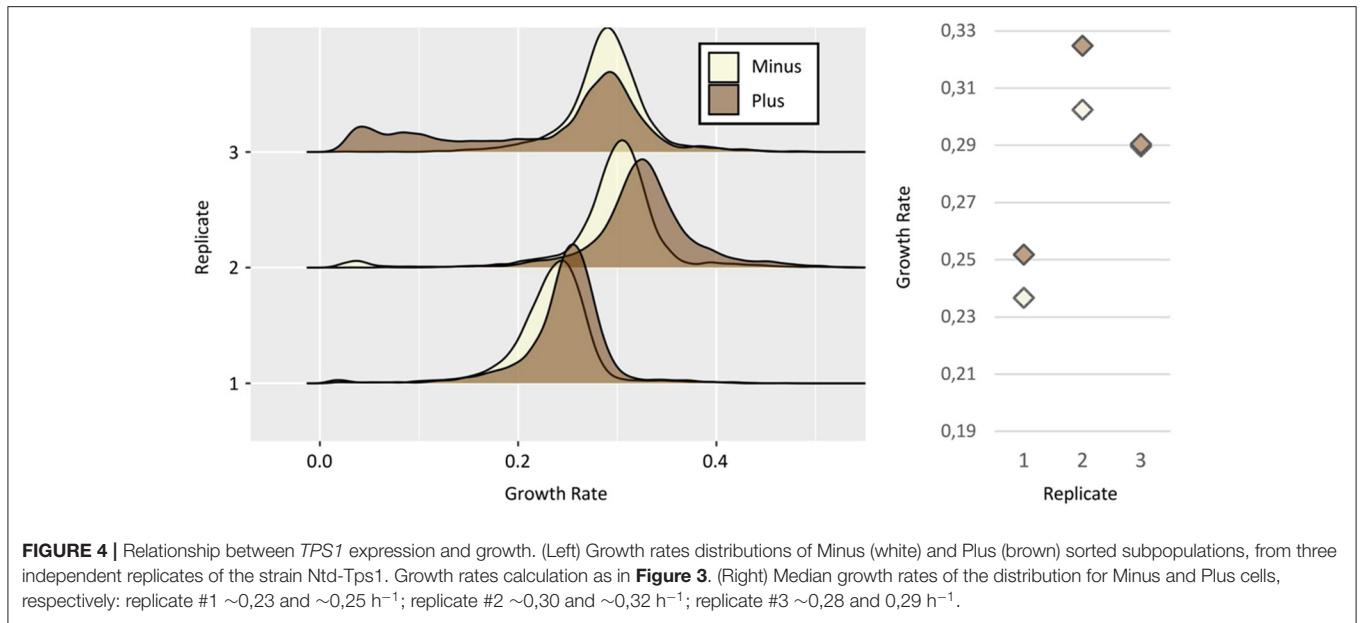 Replicate
3
2
1
0.0
0.2
0.4
Growth Rate
Minus
Plus
Growth Rate
0,33
0,31
0,29
0,27
0,25
0,23
0,21
0,19
1
2
3
Replicate
FIGURE 4 | Relationship between TPS1 expression and growth. (Left) Growth rates distributions of Minus (white) and Plus (brown) sorted subpopulations, from three
independent replicates of the strain Ntd-Tps1. Growth rates calculation as in Figure 3. (Right) Median growth rates of the distribution for Minus and Plus cells,
respectively: replicate #1 ~0,23 and ~0,25 h⁻¹; replicate #2 ~0,30 and ~0,32 h⁻¹; replicate #3 ~0,28 and 0,29 h⁻¹.